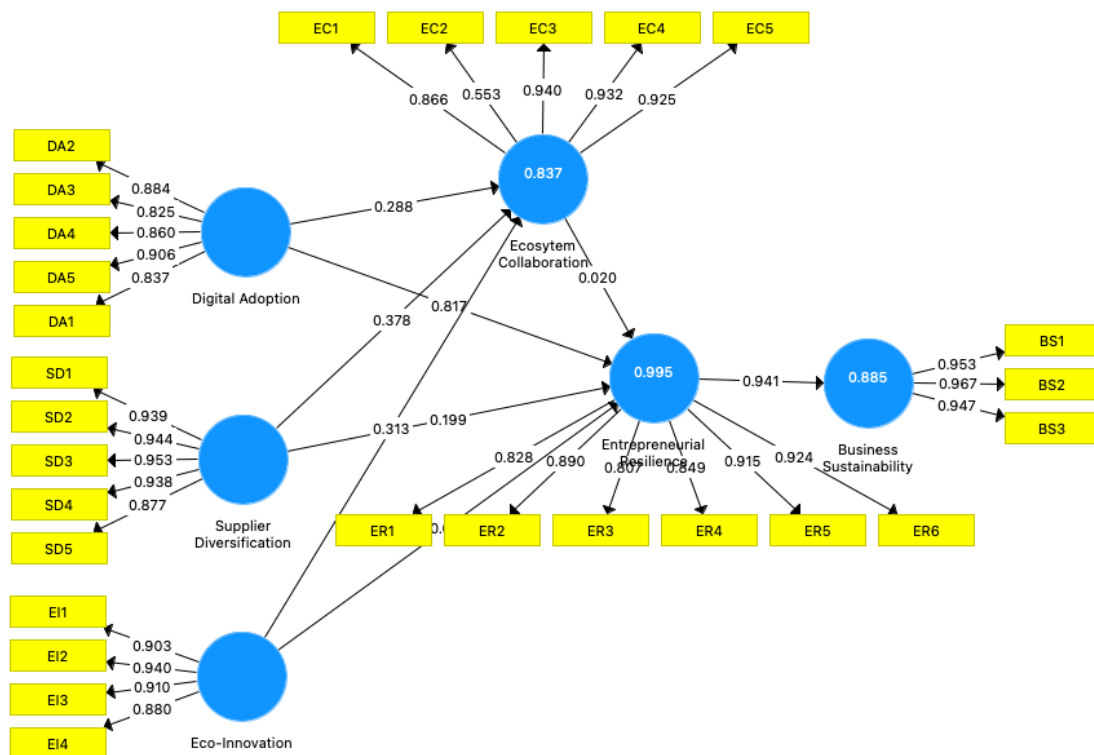 EC1
EC2
EC3
EC4
EC5
0.866
0.553
0.940
0.932
0.925
0.837
Ecosytem
Collaboration
DA2
DA3
DA4
DA5
DA1
0.884
0.825
0.860
0.906
0.837
Digital Adoption
0.288
0.817
0.378
0.020
SD1
SD2
SD3
SD4
SD5
0.939
0.944
0.953
0.938
0.877
Supplier
Diversification
0.313
0.199
0.995
Entrepreneurial
Resilience
0.941
0.885
Business
Sustainability
0.953
0.967
0.947
BS1
BS2
BS3
0.828
0.890
0.807
0.849
0.915
0.924
ER1
ER2
ER3
ER4
ER5
ER6
EI1
EI2
EI3
EI4
0.903
0.940
0.910
0.880
Eco-Innovation